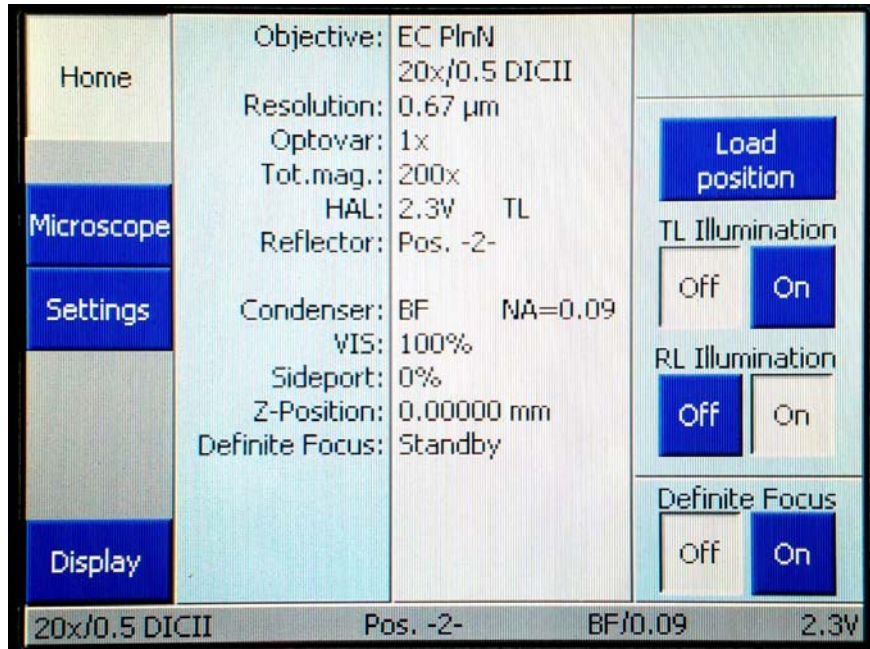 Home
Microscope
Settings
Display
Objective: EC PlnN
20x/0.5 DICII
Resolution: 0.67 µm
Optovar: 1x
Tot.mag.: 200x
HAL: 2.3V TL
Reflector: Pos. -2-
Condenser: BF NA=0.09
VIS: 100%
Sideport: 0%
Z-Position: 0.00000 mm
Definite Focus: Standby
Load
position
TL Illumination
Off On
RL Illumination
Off On
Definite Focus
Off On
20x/0.5 DICII Pos. -2- BF/0.09 2.3V